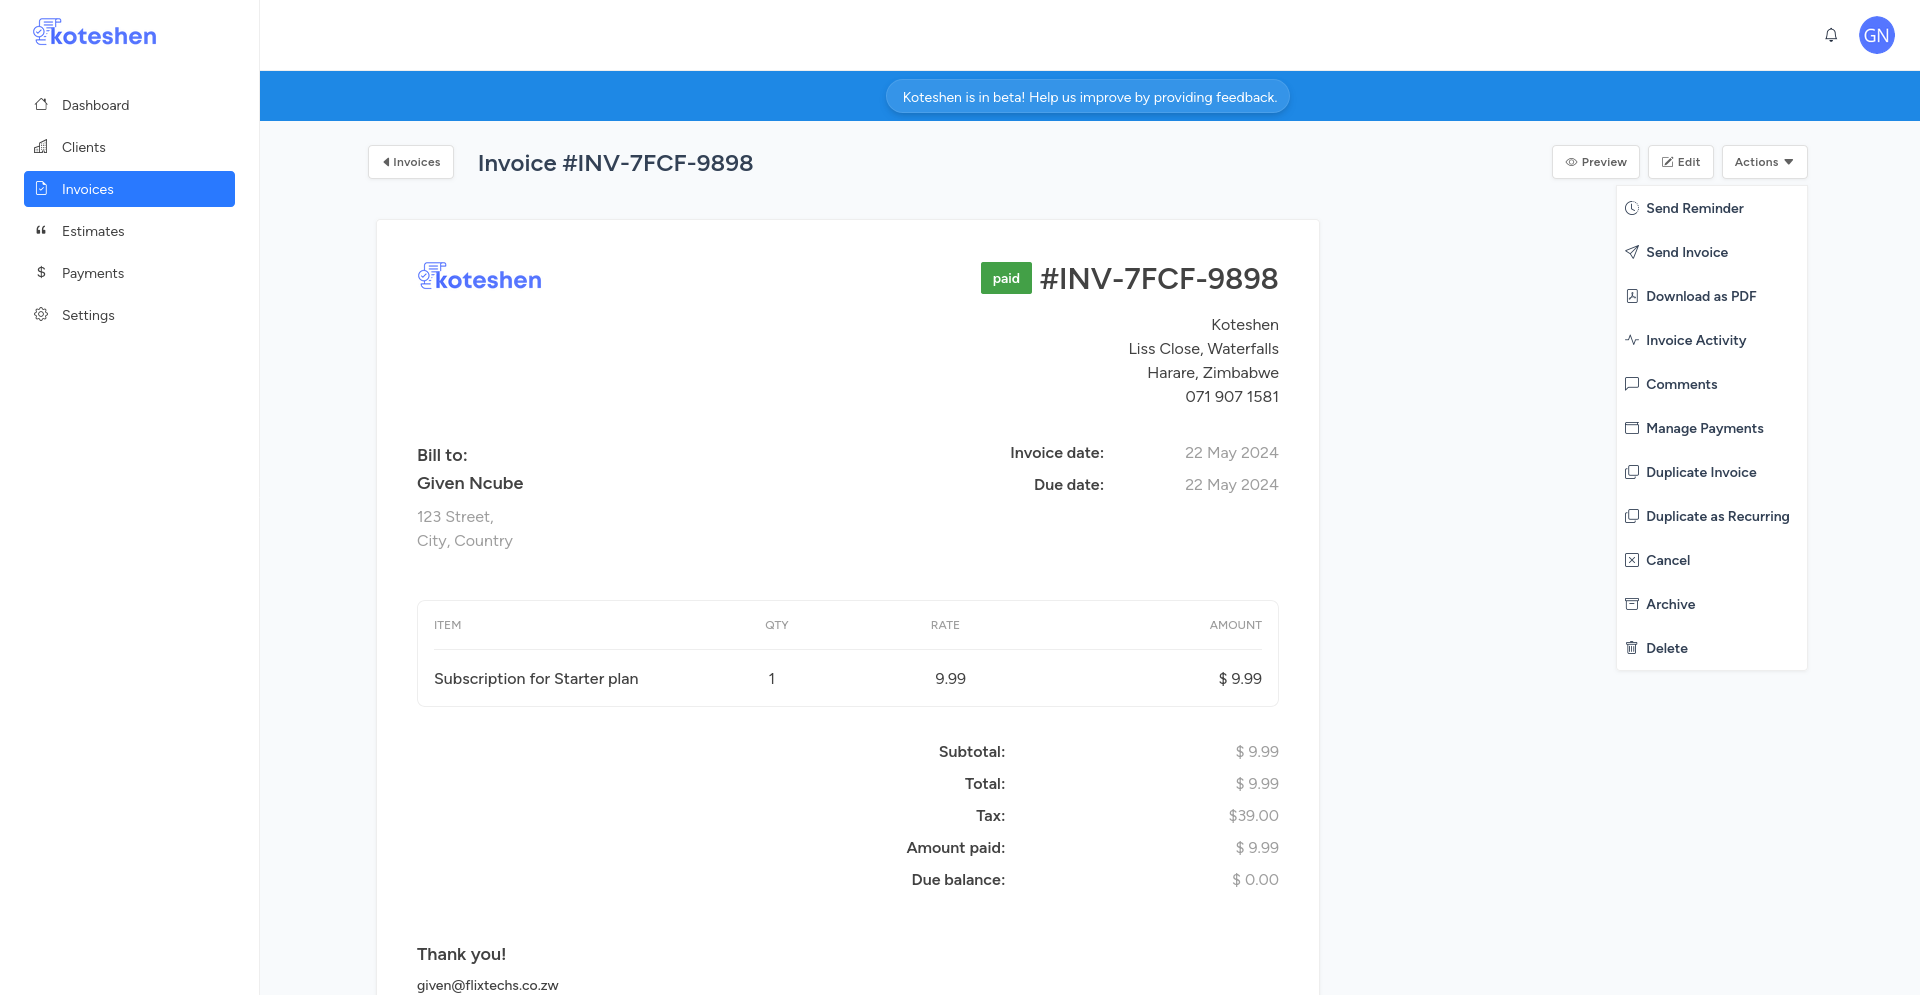 koteshen
GN
Dashboard
Clients
Invoices
Estimates
Payments
Settings
Koteshen is in beta! Help us improve by providing feedback.
Invoices
Invoice #INV-7FCF-9898
Preview
Edit
Actions
Send Reminder
Send Invoice
Download as PDF
Invoice Activity
Comments
Manage Payments
Duplicate Invoice
Duplicate as Recurring
Cancel
Archive
Delete
koteshen
paid #INV-7FCF-9898
Koteshen
Liss Close, Waterfalls
Harare, Zimbabwe
071 907 1581
Bill to:
Given Ncube
123 Street,
City, Country
Invoice date: 22 May 2024
Due date: 22 May 2024
ITEM QTY RATE AMOUNT
Subscription for Starter plan 1 9.99 $ 9.99
Subtotal: $ 9.99
Total: $ 9.99
Tax: $39.00
Amount paid: $ 9.99
Due balance: $ 0.00
Thank you!
given@flixtechs.co.zw